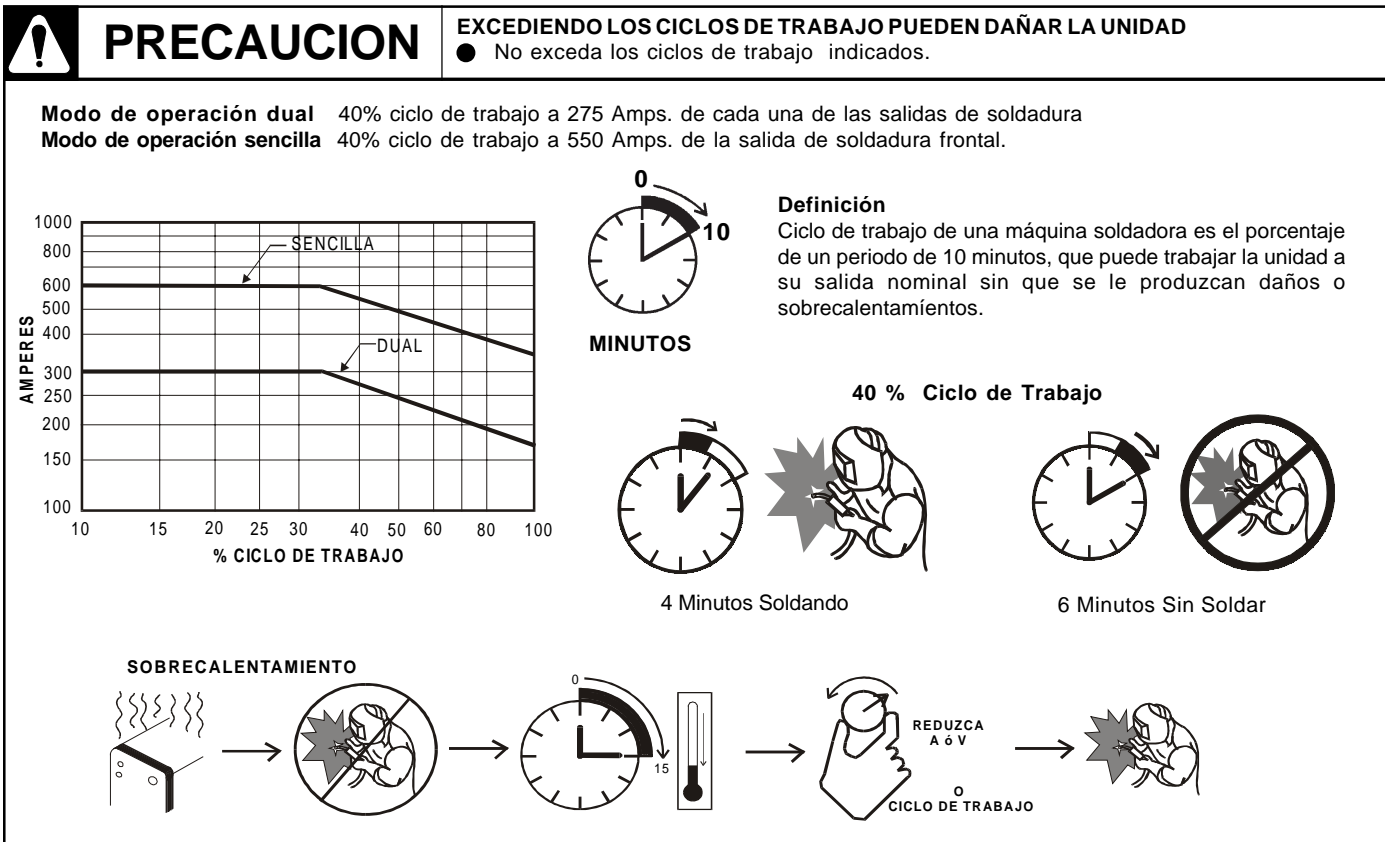 PRECAUCION
EXCEDIENDO LOS CICLOS DE TRABAJO PUEDEN DAÑAR LA UNIDAD
● No exceda los ciclos de trabajo indicados.
Modo de operación dual 40% ciclo de trabajo a 275 Amps. de cada una de las salidas de soldadura
Modo de operación sencilla 40% ciclo de trabajo a 550 Amps. de la salida de soldadura frontal.
1000
800
600
500
400
300
250
200
150
100
AMPERES
SENCILLA
DUAL
10 15 20 25 30 40 50 60 80 100
% CICLO DE TRABAJO
0
10
MINUTOS
Definición
Ciclo de trabajo de una máquina soldadora es el porcentaje
de un periodo de 10 minutos, que puede trabajar la unidad a
su salida nominal sin que se le produzcan daños o
sobrecalentamíentos.
40 % Ciclo de Trabajo
4 Minutos Soldando
6 Minutos Sin Soldar
SOBRECALENTAMIENTO
0
15
REDUZCA
A ó V
O
CICLO DE TRABAJO